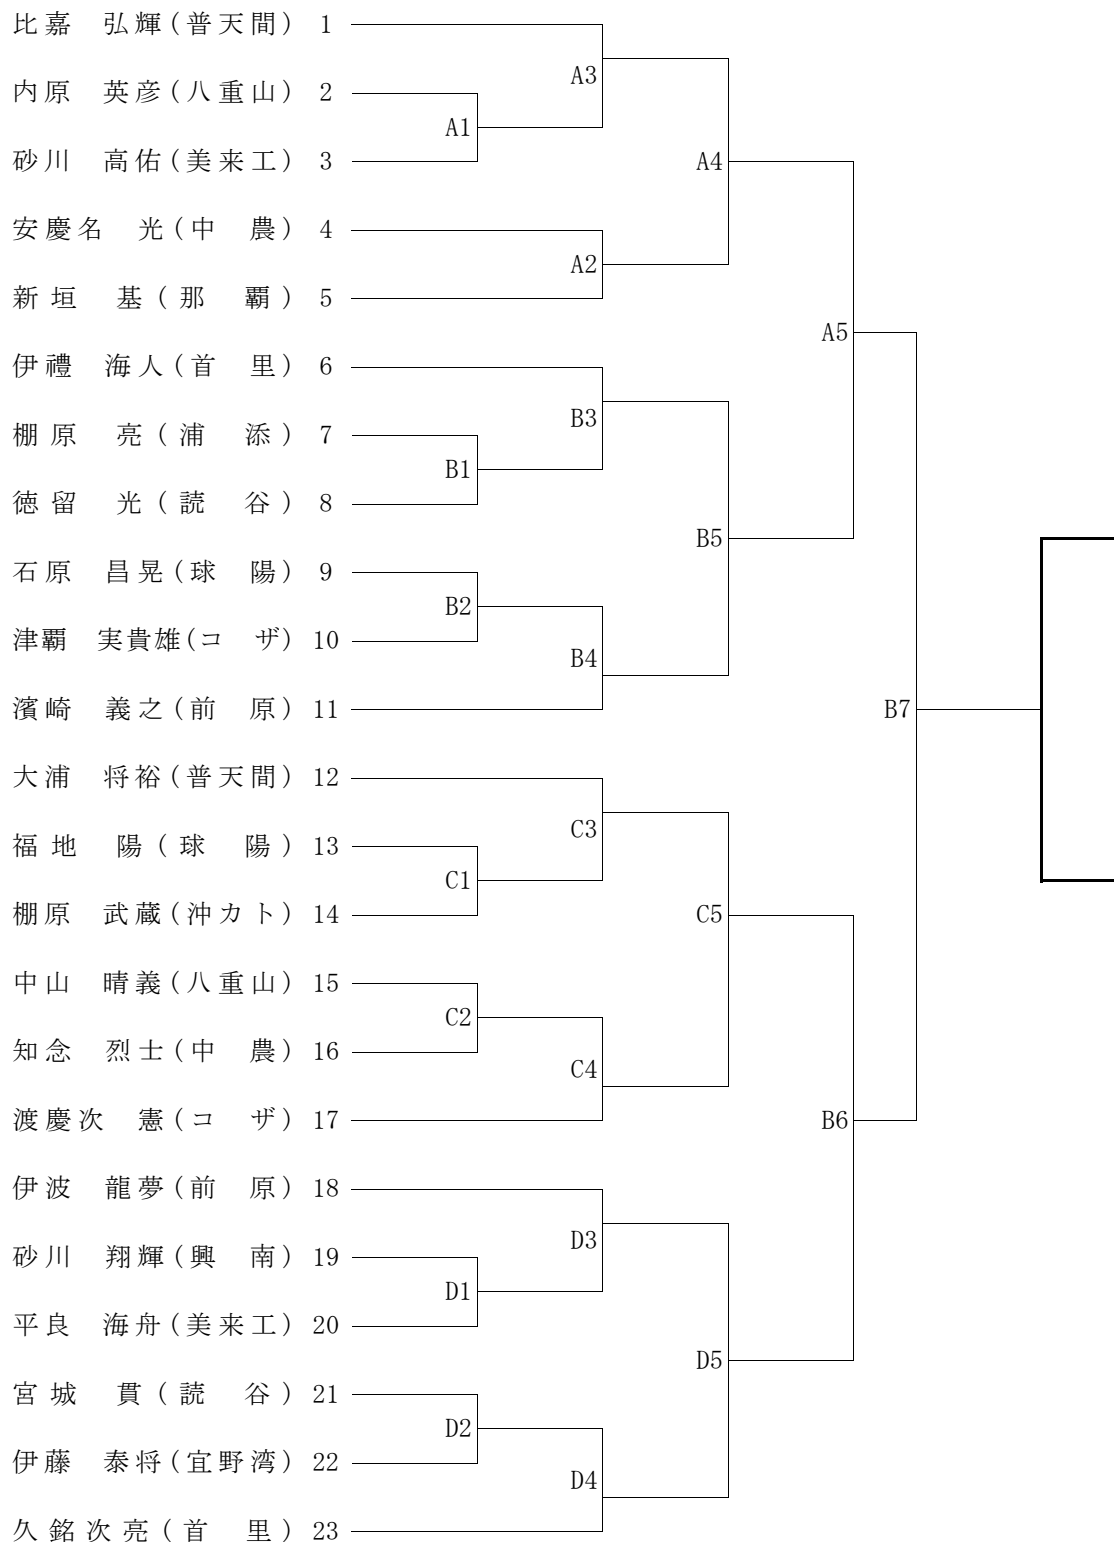 比嘉　弘輝(普天間) 1
A3
内原　英彦(八重山) 2
A1
砂川　高佑(美来工) 3
A4
安慶名　光(中　農) 4
A2
新垣　基(那　覇) 5
A5
伊禮　海人(首　里) 6
B3
棚原　亮(浦　添) 7
B1
徳留　光(読　谷) 8
B5
石原　昌晃(球　陽) 9
B2
津覇　実貴雄(コ　ザ) 10
B4
濱崎　義之(前　原) 11
B7
大浦　将裕(普天間) 12
C3
福地　陽(球　陽) 13
C1
棚原　武蔵(沖カト) 14
C5
中山　晴義(八重山) 15
C2
知念　烈士(中　農) 16
C4
渡慶次　憲(コ　ザ) 17
B6
伊波　龍夢(前　原) 18
D3
砂川　翔輝(興　南) 19
D1
平良　海舟(美来工) 20
D5
宮城　貫(読　谷) 21
D2
伊藤　泰将(宜野湾) 22
D4
久銘次亮(首　里) 23